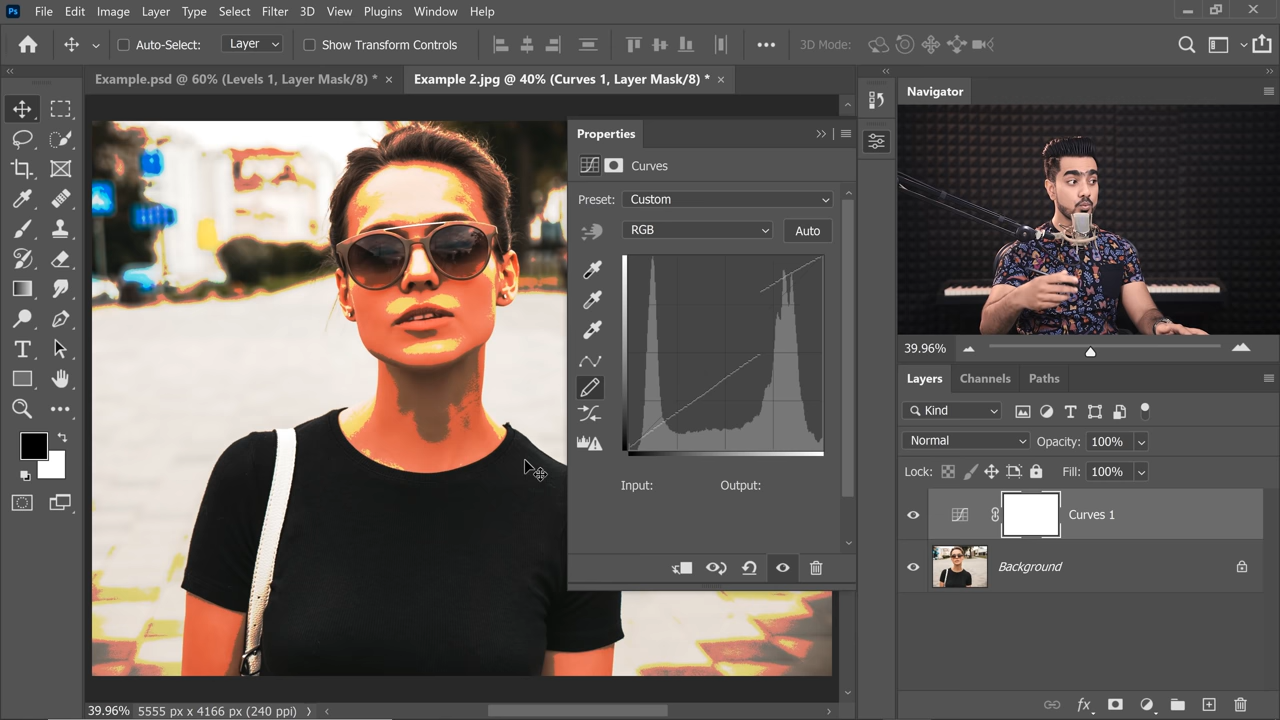 Ps File Edit Image Layer Type Select Filter 3D View Plugins Window Help
Auto-Select: Layer Show Transform Controls 3D Mode:
Example.psd @ 60% (Levels 1, Layer Mask/8) * Example 2.jpg @ 40% (Curves 1, Layer Mask/8) *
Properties
Curves
Preset: Custom
RGB Auto
Input: Output:
Navigator
39.96%
Layers Channels Paths
Kind
Normal Opacity: 100%
Lock: Fill: 100%
Curves 1
Background
fx
39.96% 5555 px x 4166 px (240 ppi)